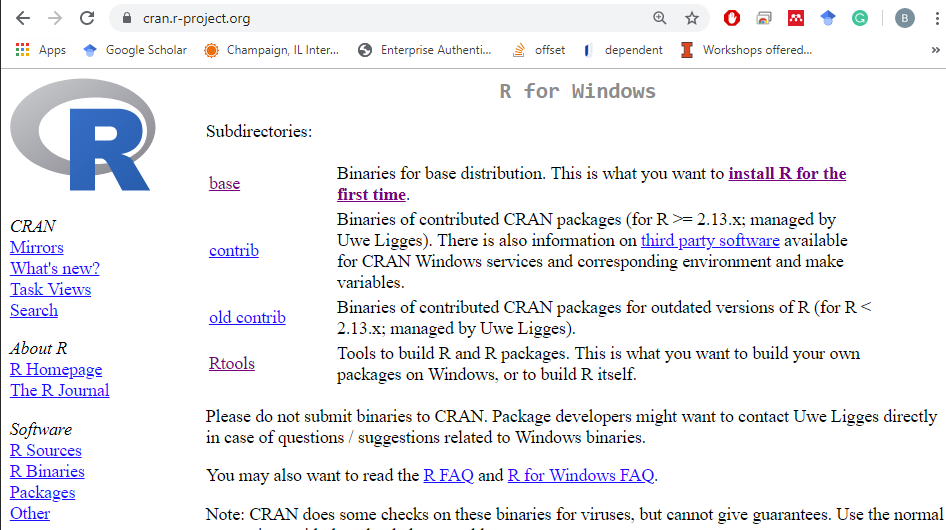 cran.r-project.org
B
Apps
Google Scholar
Champaign, IL Inter...
Enterprise Authenti...
offset
dependent
Workshops offered...
»
R
CRAN
Mirrors
What's new?
Task Views
Search
About R
R Homepage
The R Journal
Software
R Sources
R Binaries
Packages
Other
R for Windows
Subdirectories:
base
Binaries for base distribution. This is what you want to install R for the
first time.
contrib
Binaries of contributed CRAN packages (for R >= 2.13.x; managed by
Uwe Ligges). There is also information on third party software available
for CRAN Windows services and corresponding environment and make
variables.
old contrib
Binaries of contributed CRAN packages for outdated versions of R (for R <
2.13.x; managed by Uwe Ligges).
Rtools
Tools to build R and R packages. This is what you want to build your own
packages on Windows, or to build R itself.
Please do not submit binaries to CRAN. Package developers might want to contact Uwe Ligges directly
in case of questions / suggestions related to Windows binaries.
You may also want to read the R FAQ and R for Windows FAQ.
Note: CRAN does some checks on these binaries for viruses, but cannot give guarantees. Use the normal